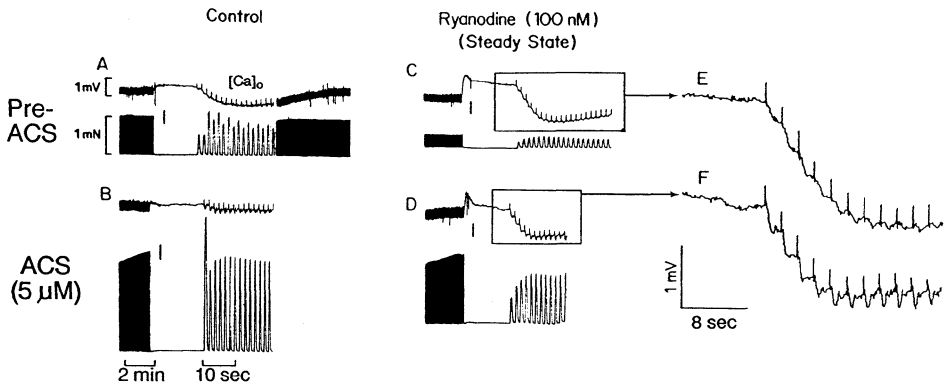 Control
Ryanodine (100 nM)
(Steady State)
A
1mV
[Ca]o
C
E
Pre-
ACS
1mN
B
D
F
ACS
(5 µM)
1 mV
8 sec
2 min
10 sec